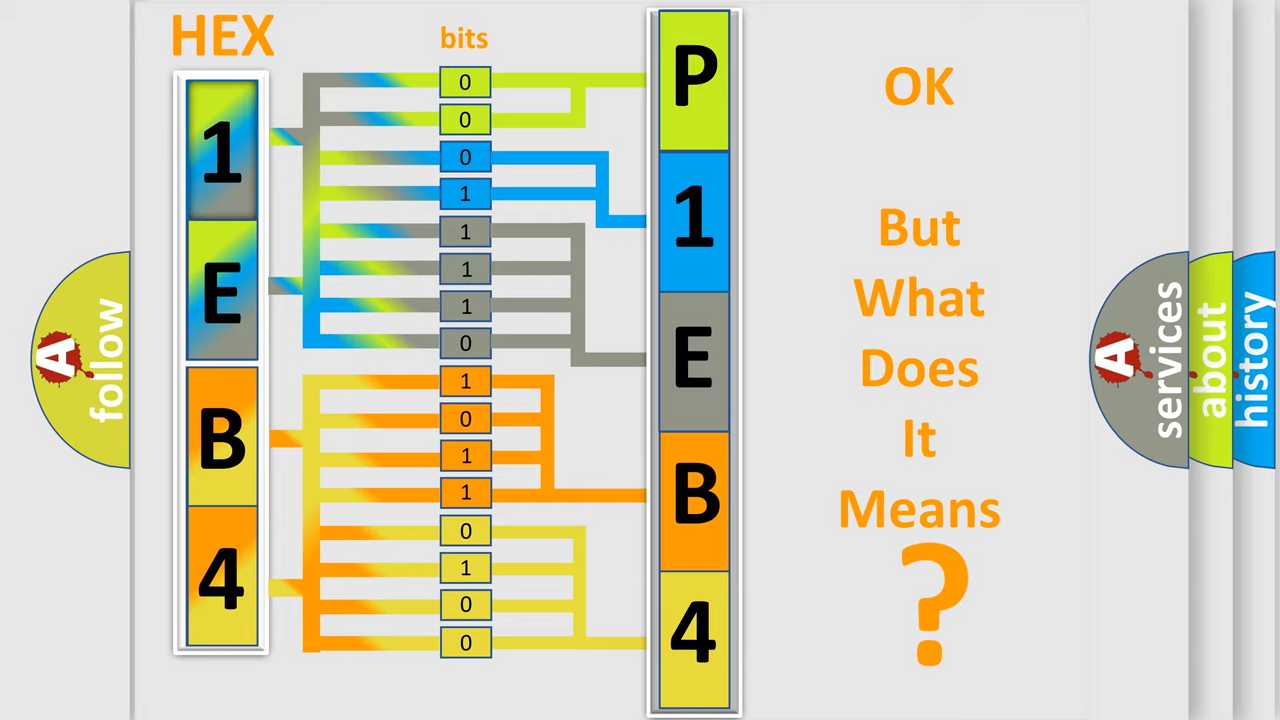 HEX
bits
1
E
B
4
0
0
0
1
1
1
1
0
1
0
1
1
0
1
0
0
P
1
E
B
4
OK
But
What
Does
It
Means
?
A
follow
A
services
about
history